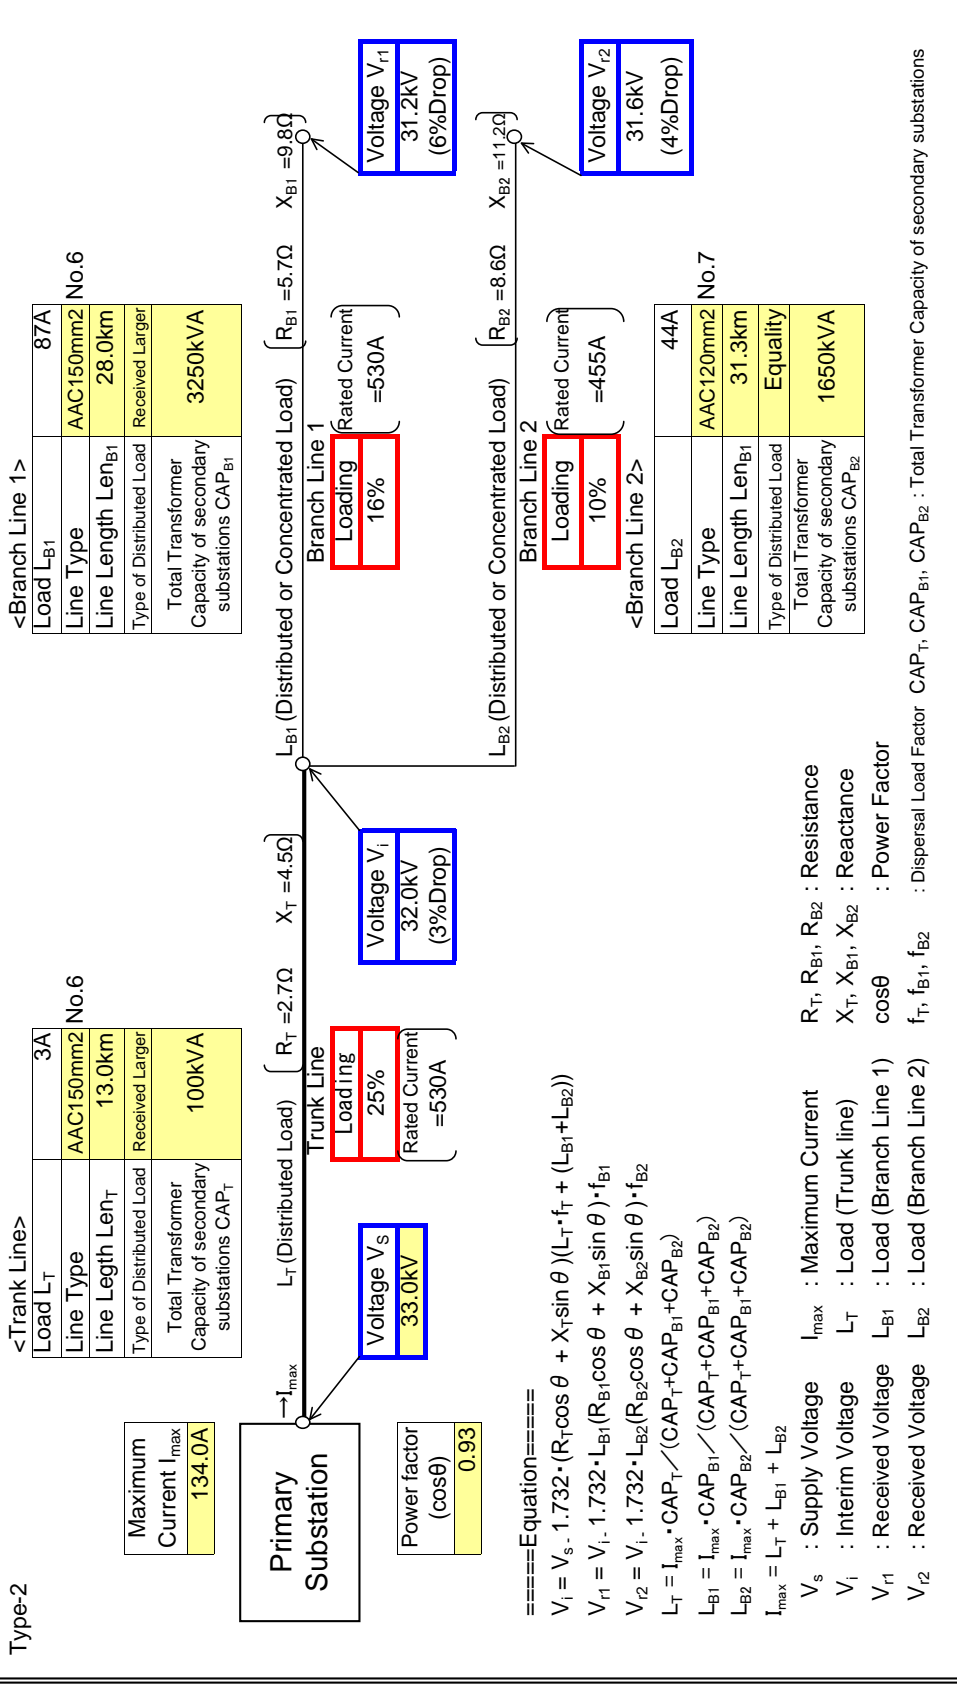 Type-2
Maximum
Current Imax
134.0A
Power factor
(cosθ)
0.93
Primary
Substation
→Imax
<Trank Line>
Load LT 3A
Line Type AAC150mm2 No.6
Line Legth LenT 13.0km
Type of Distributed Load Received Larger
Total Transformer
Capacity of secondary
substations CAPT
100kVA
LT (Distributed Load)
RT =2.7Ω XT =4.5Ω
Trunk Line
Loading
25%
Rated Current
=530A
Voltage VS
33.0kV
Voltage Vi
32.0kV
(3%Drop)
<Branch Line 1>
Load LB1 87A
Line Type AAC150mm2 No.6
Line Length LenB1 28.0km
Type of Distributed Load Received Larger
Total Transformer
Capacity of secondary
substations CAPB1
3250kVA
LB1 (Distributed or Concentrated Load)
RB1 =5.7Ω XB1 =9.8Ω
Branch Line 1
Loading
16%
Rated Current
=530A
Voltage Vr1
31.2kV
(6%Drop)
LB2 (Distributed or Concentrated Load)
RB2 =8.6Ω XB2 =11.2Ω
Branch Line 2
Loading
10%
Rated Current
=455A
Voltage Vr2
31.6kV
(4%Drop)
<Branch Line 2>
Load LB2 44A
Line Type AAC120mm2 No.7
Line Length LenB1 31.3km
Type of Distributed Load Equality
Total Transformer
Capacity of secondary
substations CAPB2
1650kVA
=====Equation=====
Vi = Vs - 1.732・(RTcosθ + XTsinθ)(LT・fT + (LB1+LB2))
Vr1 = Vi - 1.732・LB1(RB1cosθ + XB1sinθ)・fB1
Vr2 = Vi - 1.732・LB2(RB2cosθ + XB2sinθ)・fB2
LT = Imax・CAPT／(CAPT+CAPB1+CAPB2)
LB1 = Imax・CAPB1／(CAPT+CAPB1+CAPB2)
LB2 = Imax・CAPB2／(CAPT+CAPB1+CAPB2)
Imax = LT + LB1 + LB2
Vs : Supply Voltage Imax : Maximum Current RT, RB1, RB2 : Resistance
Vi : Interim Voltage LT : Load (Trunk line) XT, XB1, XB2 : Reactance
Vr1 : Received Voltage LB1 : Load (Branch Line 1) cosθ : Power Factor
Vr2 : Received Voltage LB2 : Load (Branch Line 2) fT, fB1, fB2 : Dispersal Load Factor CAPT, CAPB1, CAPB2 : Total Transformer Capacity of secondary substations